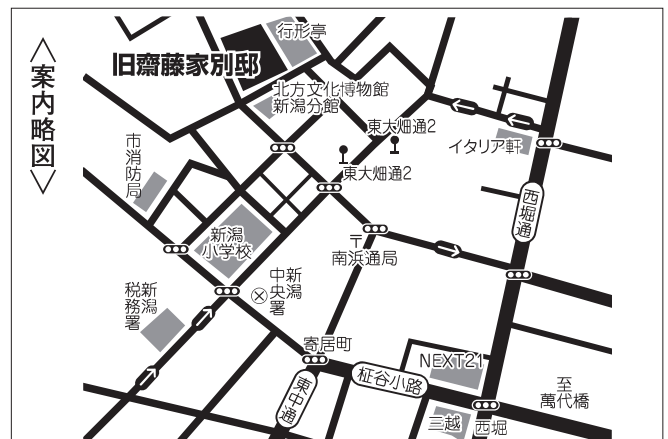 〈案内略図〉
行形亭
旧齋藤家別邸
北方文化博物館
新潟分館
東大畑通2
イタリア軒
市消防局
東大畑通2
西堀通
新潟
小学校
〒
南浜通局
新潟
中央署
新潟
税務署
寄居町
NEXT21
柾谷小路
東中通
至
萬代橋
三越
西堀